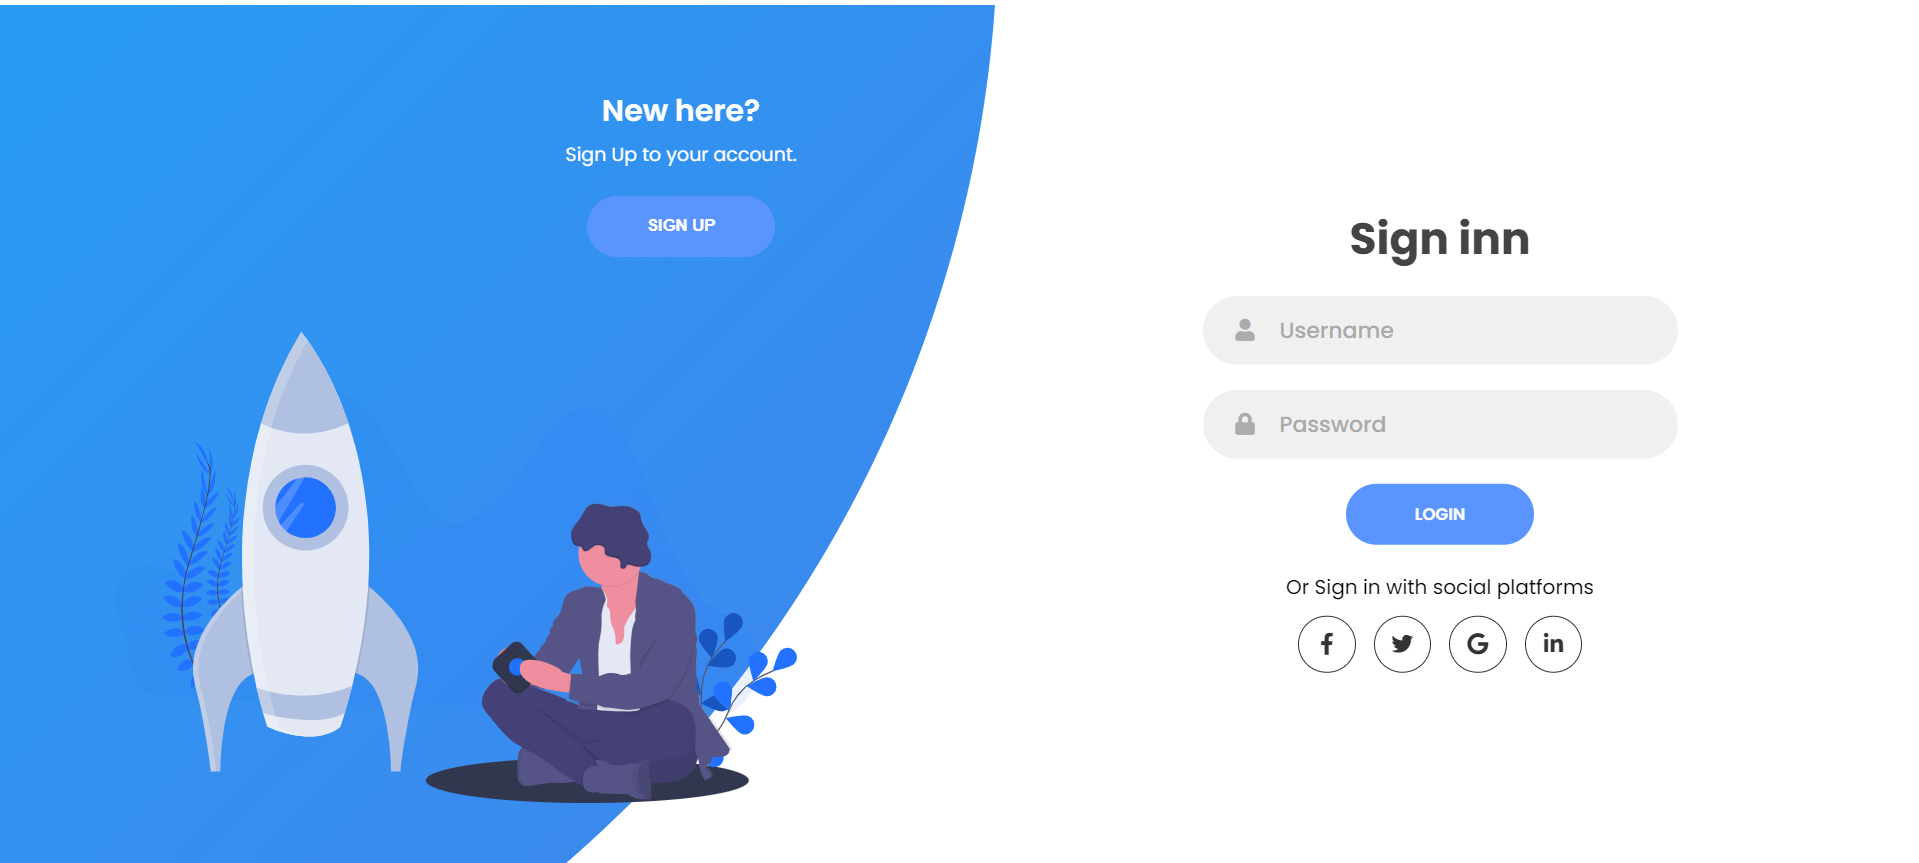 New here?
Sign Up to your account.
SIGN UP
Sign inn
Username
Password
LOGIN
Or Sign in with social platforms